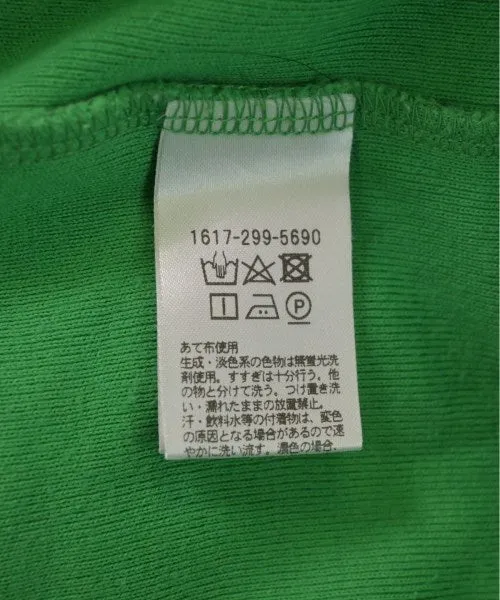 1617-299-5690
P
あて布使用
生成・淡色系の色物は無蛍光洗
剤使用。すすぎは十分行う。他
の物と分けて洗う。つけ置き洗
い・濡れたままの放置禁止。
汗・飲料水等の付着物は、変色
の原因となる場合があるので速
やかに洗い流す。濃色の場合、